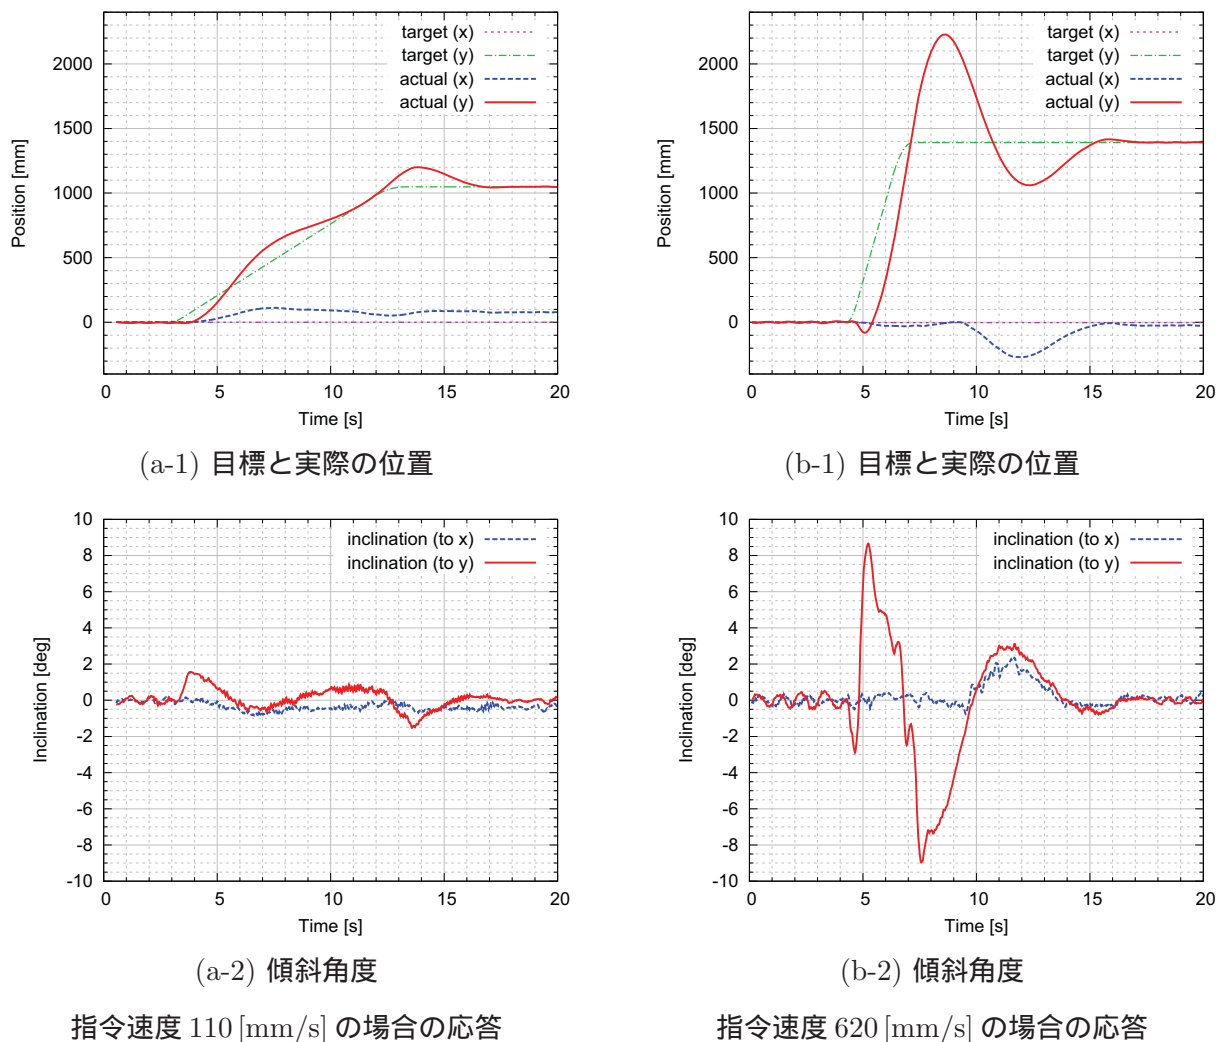 target (x)
target (y)
actual (x)
actual (y)
2000
1500
1000
500
0
Position [mm]
0 5 10 15 20
Time [s]
(a-1) 目標と実際の位置
target (x)
target (y)
actual (x)
actual (y)
2000
1500
1000
500
0
Position [mm]
0 5 10 15 20
Time [s]
(b-1) 目標と実際の位置
inclination (to x)
inclination (to y)
10
8
6
4
2
0
-2
-4
-6
-8
-10
Inclination [deg]
0 5 10 15 20
Time [s]
(a-2) 傾斜角度
指令速度 110 [mm/s] の場合の応答
inclination (to x)
inclination (to y)
10
8
6
4
2
0
-2
-4
-6
-8
-10
Inclination [deg]
0 5 10 15 20
Time [s]
(b-2) 傾斜角度
指令速度 620 [mm/s] の場合の応答